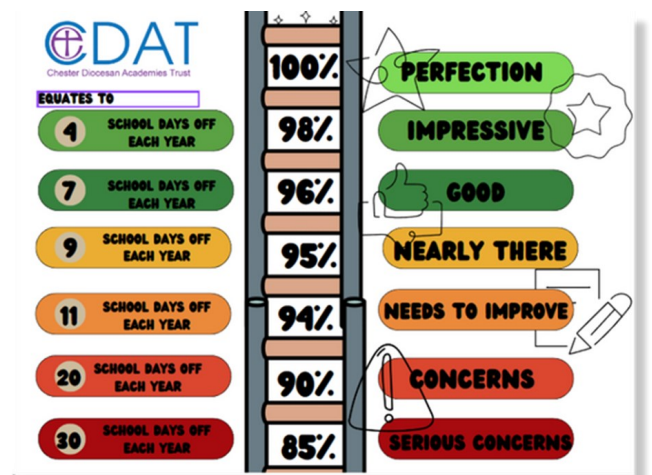 CDAT
Chester Diocesan Academies Trust
EQUATES TO
100%
PERFECTION
4
SCHOOL DAYS OFF
EACH YEAR
98%
IMPRESSIVE
7
SCHOOL DAYS OFF
EACH YEAR
96%
GOOD
9
SCHOOL DAYS OFF
EACH YEAR
95%
NEARLY THERE
11
SCHOOL DAYS OFF
EACH YEAR
94%
NEEDS TO IMPROVE
20
SCHOOL DAYS OFF
EACH YEAR
90%
CONCERNS
30
SCHOOL DAYS OFF
EACH YEAR
85%
SERIOUS CONCERNS